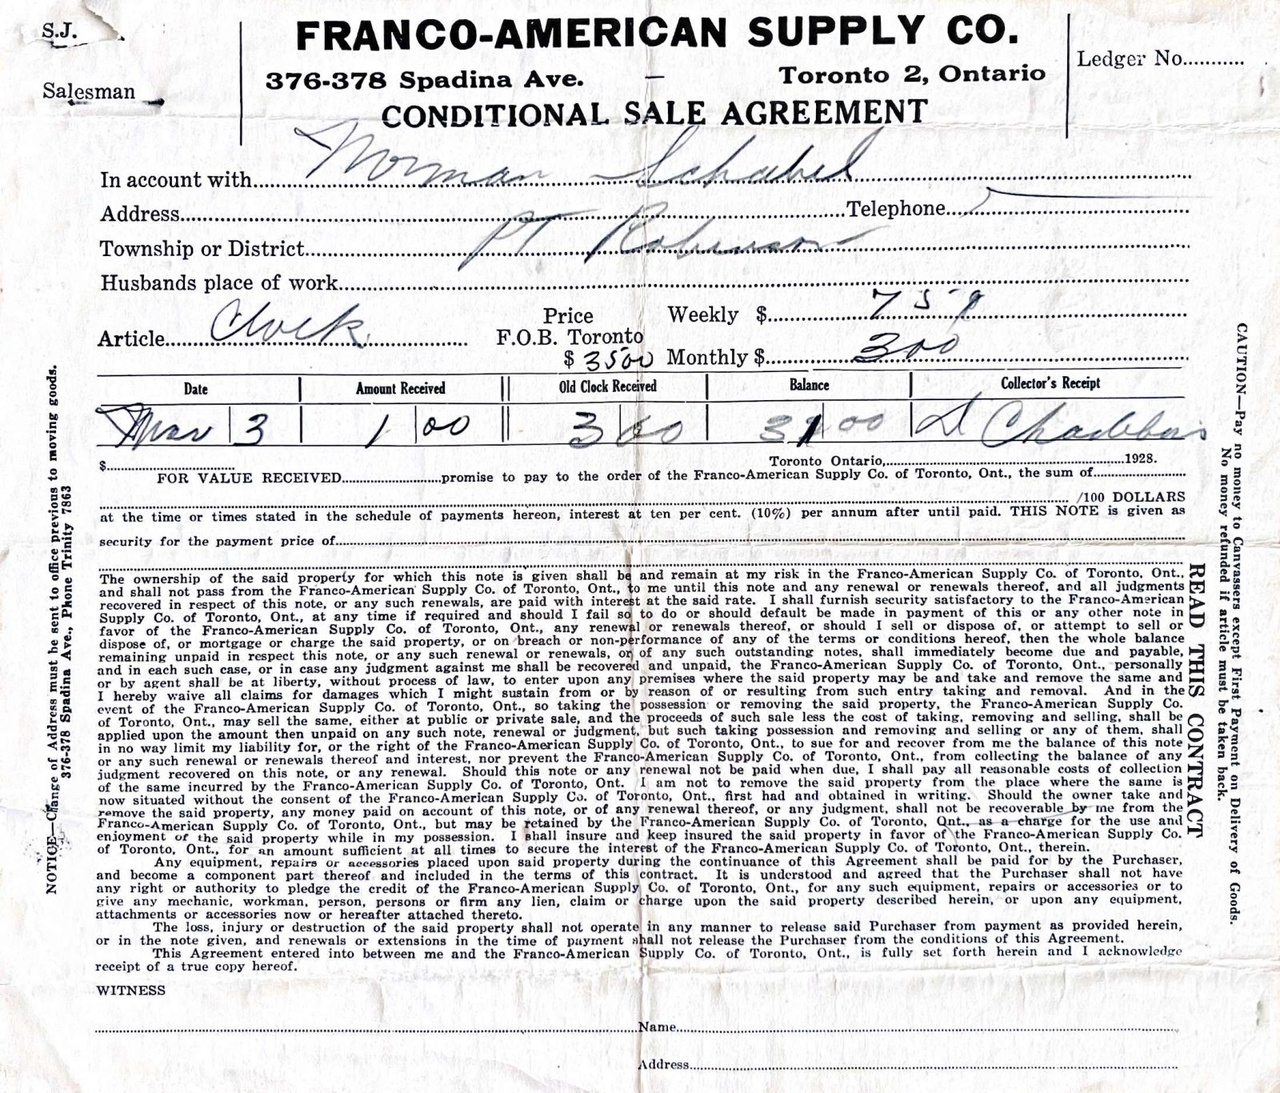 S.J.
Salesman
FRANCO-AMERICAN SUPPLY CO.
376-378 Spadina Ave. — Toronto 2, Ontario
CONDITIONAL SALE AGREEMENT
Ledger No...........
In account with Norman Schabel
Address Telephone
Township or District PT Robinson
Husbands place of work
Article Clock Price F.O.B. Toronto $ 3500 Weekly $ 75
Monthly $ 300
Date Amount Received Old Clock Received Balance Collector's Receipt
Mar 3 1 00 3 00 31 00
$ Toronto Ontario, 1928.
FOR VALUE RECEIVED promise to pay to the order of the Franco-American Supply Co. of Toronto, Ont., the sum of
/100 DOLLARS
at the time or times stated in the schedule of payments hereon, interest at ten per cent. (10%) per annum after until paid. THIS NOTE is given as
security for the payment price of
The ownership of the said property for which this note is given shall be and remain at my risk in the Franco-American Supply Co. of Toronto, Ont.,
and shall not pass from the Franco-American Supply Co. of Toronto, Ont., to me until this note and any renewal or renewals thereof, and all judgments
recovered in respect of this note, or any such renewals, are paid with interest at the said rate. I shall furnish security satisfactory to the Franco-American
Supply Co. of Toronto, Ont., at any time if required and should I fail so to do or should default be made in payment of this or any other note in
favor of the Franco-American Supply Co. of Toronto, Ont., any renewal or renewals thereof, or should I sell or dispose of, or attempt to sell or
dispose of, or mortgage or charge the said property, or on breach or non-performance of any of the terms or conditions hereof, then the whole balance
remaining unpaid in respect this note, or any such renewal or renewals, or of any such outstanding notes, shall immediately become due and payable,
and in each such case, or in case any judgment against me shall be recovered and unpaid, the Franco-American Supply Co. of Toronto, Ont., personally
or by agent shall be at liberty, without process of law, to enter upon any premises where the said property may be and take and remove the same and
I hereby waive all claims for damages which I might sustain from or by reason of or resulting from such entry taking and removal. And in the
event of the Franco-American Supply Co. of Toronto, Ont., so taking the possession or removing the said property, the Franco-American Supply Co.
of Toronto, Ont., may sell the same, either at public or private sale, and the proceeds of such sale less the cost of taking, removing and selling, shall be
applied upon the amount then unpaid on any such note, renewal or judgment, but such taking possession and removing and selling or any of them, shall
in no way limit my liability for, or the right of the Franco-American Supply Co. of Toronto, Ont., to sue for and recover from me the balance of this note
or any such renewal or renewals thereof and interest, nor prevent the Franco-American Supply Co. of Toronto, Ont., from collecting the balance of any
judgment recovered on this note, or any renewal. Should this note or any renewal not be paid when due, I shall pay all reasonable costs of collection
of the same incurred by the Franco-American Supply Co. of Toronto, Ont. I am not to remove the said property from the place where the same is
now situated without the consent of the Franco-American Supply Co. of Toronto, Ont., first had and obtained in writing. Should the owner take and
remove the said property, any money paid on account of this note, or of any renewal thereof, or any judgment, shall not be recoverable by me from the
Franco-American Supply Co. of Toronto, Ont., but may be retained by the Franco-American Supply Co. of Toronto, Ont., as a charge for the use and
enjoyment of the said property while in my possession. I shall insure and keep insured the said property in favor of the Franco-American Supply Co.
of Toronto, Ont., for an amount sufficient at all times to secure the interest of the Franco-American Supply Co. of Toronto, Ont., therein.
Any equipment, repairs or accessories placed upon said property during the continuance of this Agreement shall be paid for by the Purchaser,
and become a component part thereof and included in the terms of this contract. It is understood and agreed that the Purchaser shall not have
any right or authority to pledge the credit of the Franco-American Supply Co. of Toronto, Ont., for any such equipment, repairs or accessories or to
give any mechanic, workman, person, persons or firm any lien, claim or charge upon the said property described herein, or upon any equipment,
attachments or accessories now or hereafter attached thereto.
The loss, injury or destruction of the said property shall not operate in any manner to release said Purchaser from payment as provided herein,
or in the note given, and renewals or extensions in the time of payment shall not release the Purchaser from the conditions of this Agreement.
This Agreement entered into between me and the Franco-American Supply Co. of Toronto, Ont., is fully set forth herein and I acknowledge
receipt of a true copy hereof.
WITNESS
Name
Address
NOTICE—Change of Address must be sent to office previous to moving goods.
376-378 Spadina Ave., Phone Trinity 7863
READ THIS CONTRACT
CAUTION—Pay no money to Canvassers except First Payment on Delivery of Goods.
No money refunded if article must be taken back.